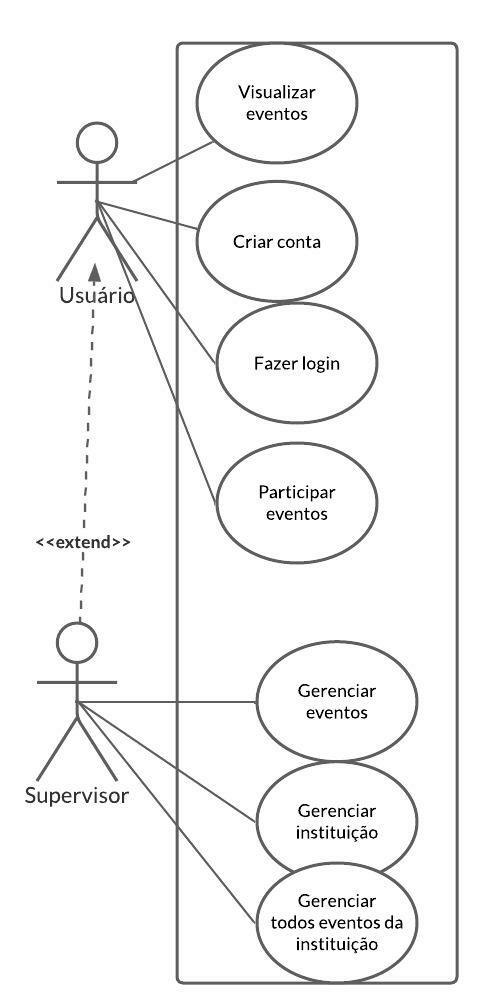 Visualizar
eventos
Criar conta
Usuário
Fazer login
Participar
eventos
<<extend>>
Gerenciar
eventos
Supervisor
Gerenciar
instituição
Gerenciar
todos eventos da
instituição